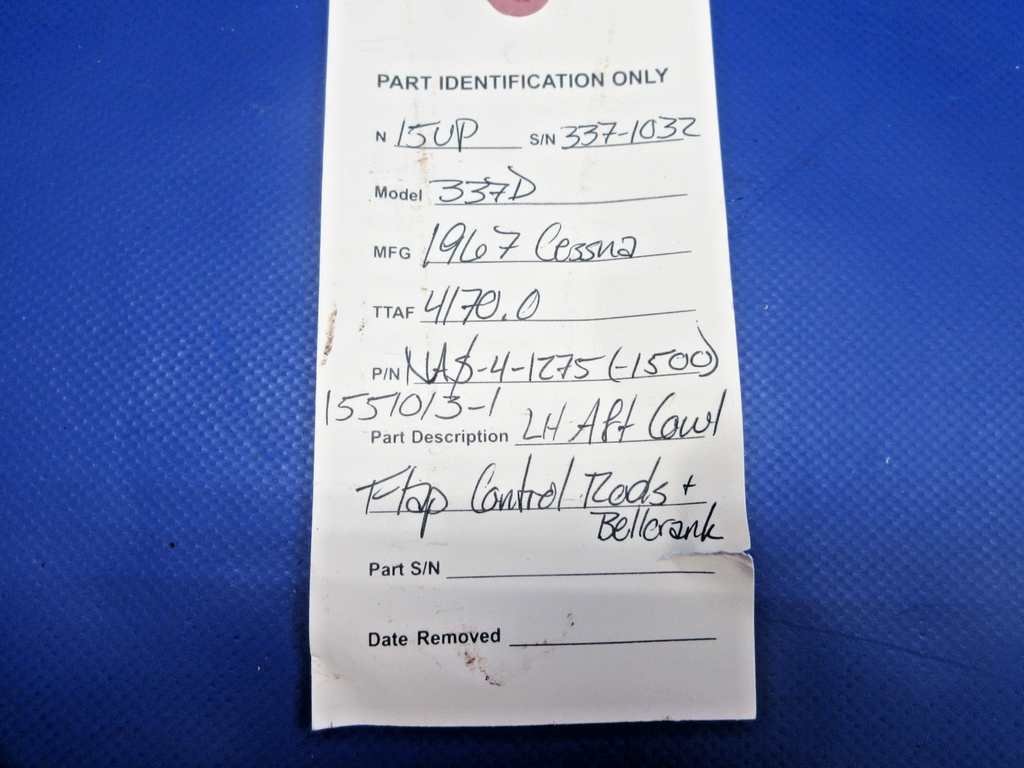 PART IDENTIFICATION ONLY
N 15UP S/N 337-1032
Model 337D
MFG 1967 Cessna
TTAF 4170.0
P/N NAS-4-1275 (-1500)
1551013-1
Part Description LH Aft Cowl
Flap Control Rods +
Bellcrank
Part S/N
Date Removed